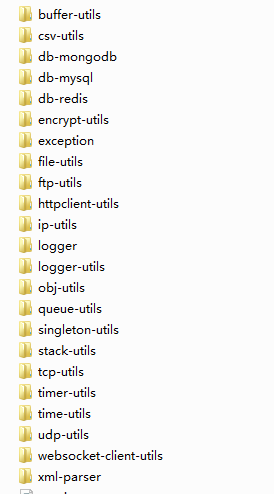 buffer-utils
csv-utils
db-mongodb
db-mysql
db-redis
encrypt-utils
exception
file-utils
ftp-utils
httpclient-utils
ip-utils
logger
logger-utils
obj-utils
queue-utils
singleton-utils
stack-utils
tcp-utils
timer-utils
time-utils
udp-utils
websocket-client-utils
xml-parser